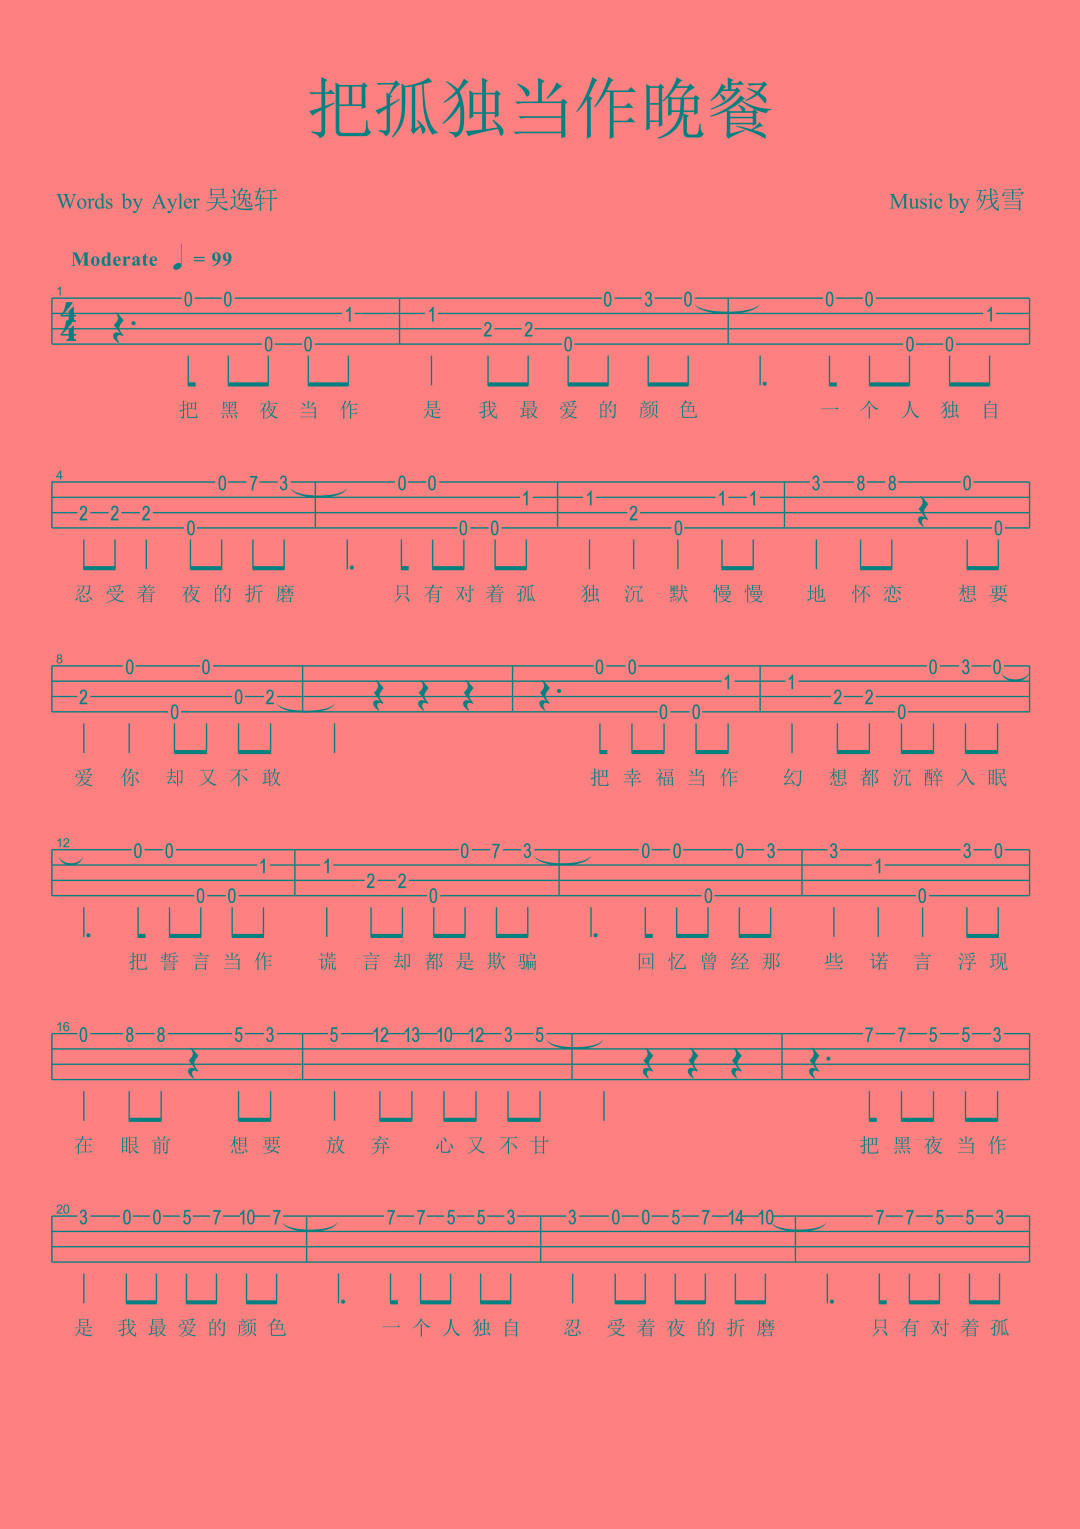 把孤独当作晚餐
Words by Ayler 吴逸轩
Music by 残雪
Moderate = 99
1
4
4
0 0 0 0 1 1 2 2 0 0 3 0 0 0 0 0 1
把 黑 夜 当 作 是 我 最 爱 的 颜 色 一 个 人 独 自
4
2 2 2 0 0 7 3 0 0 0 0 1 1 2 0 1 1 3 8 8 0 0
忍 受 着 夜 的 折 磨 只 有 对 着 孤 独 沉 默 慢 慢 地 怀 恋 想 要
8
2 0 0 0 0 2 0 0 0 0 1 1 2 2 0 0 3 0
爱 你 却 又 不 敢 把 幸 福 当 作 幻 想 都 沉 醉 入 眠
12
0 0 0 0 1 1 2 2 0 0 7 3 0 0 0 0 3 3 1 0 3 0
把 誓 言 当 作 谎 言 却 都 是 欺 骗 回 忆 曾 经 那 些 诺 言 浮 现
16
0 8 8 5 3 5 12 13 10 12 3 5 7 7 5 5 3
在 眼 前 想 要 放 弃 心 又 不 甘 把 黑 夜 当 作
20
3 0 0 5 7 10 7 7 7 5 5 3 3 0 0 5 7 14 10 7 7 5 5 3
是 我 最 爱 的 颜 色 一 个 人 独 自 忍 受 着 夜 的 折 磨 只 有 对 着 孤